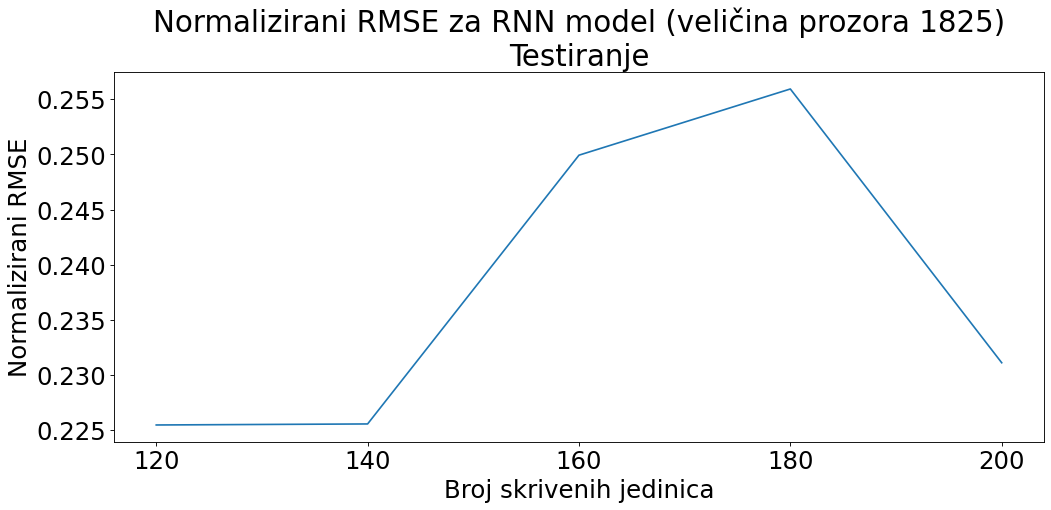 Normalizirani RMSE za RNN model (veličina prozora 1825)
Testiranje
Normalizirani RMSE
0.255
0.250
0.245
0.240
0.235
0.230
0.225
120 140 160 180 200
Broj skrivenih jedinica